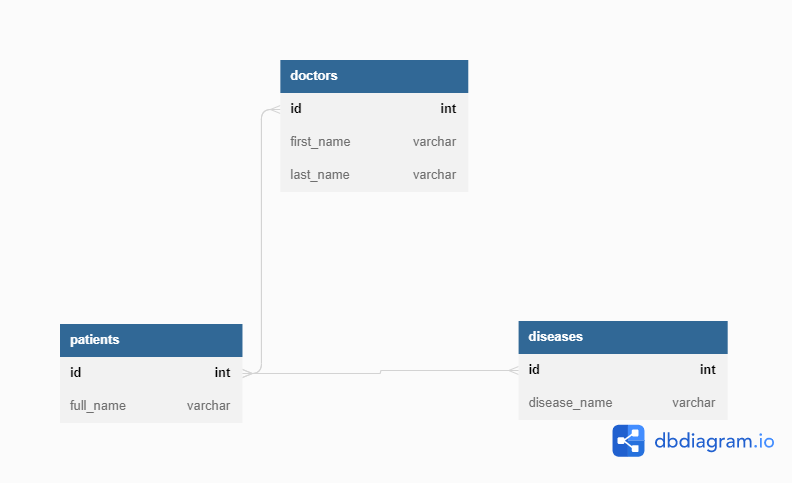 doctors
id int
first_name varchar
last_name varchar
patients
id int
full_name varchar
diseases
id int
disease_name varchar
dbdiagram.io